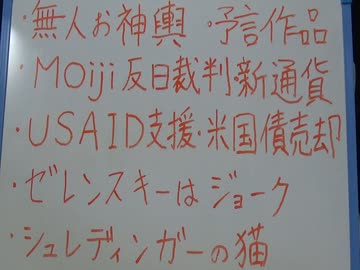 ・無人お神輿 ・予言作品
・Moiji反日裁判・新通貨
・USAID支援・米国債売却
・ゼレンスキーはジョーク
・シュレディンガーの猫